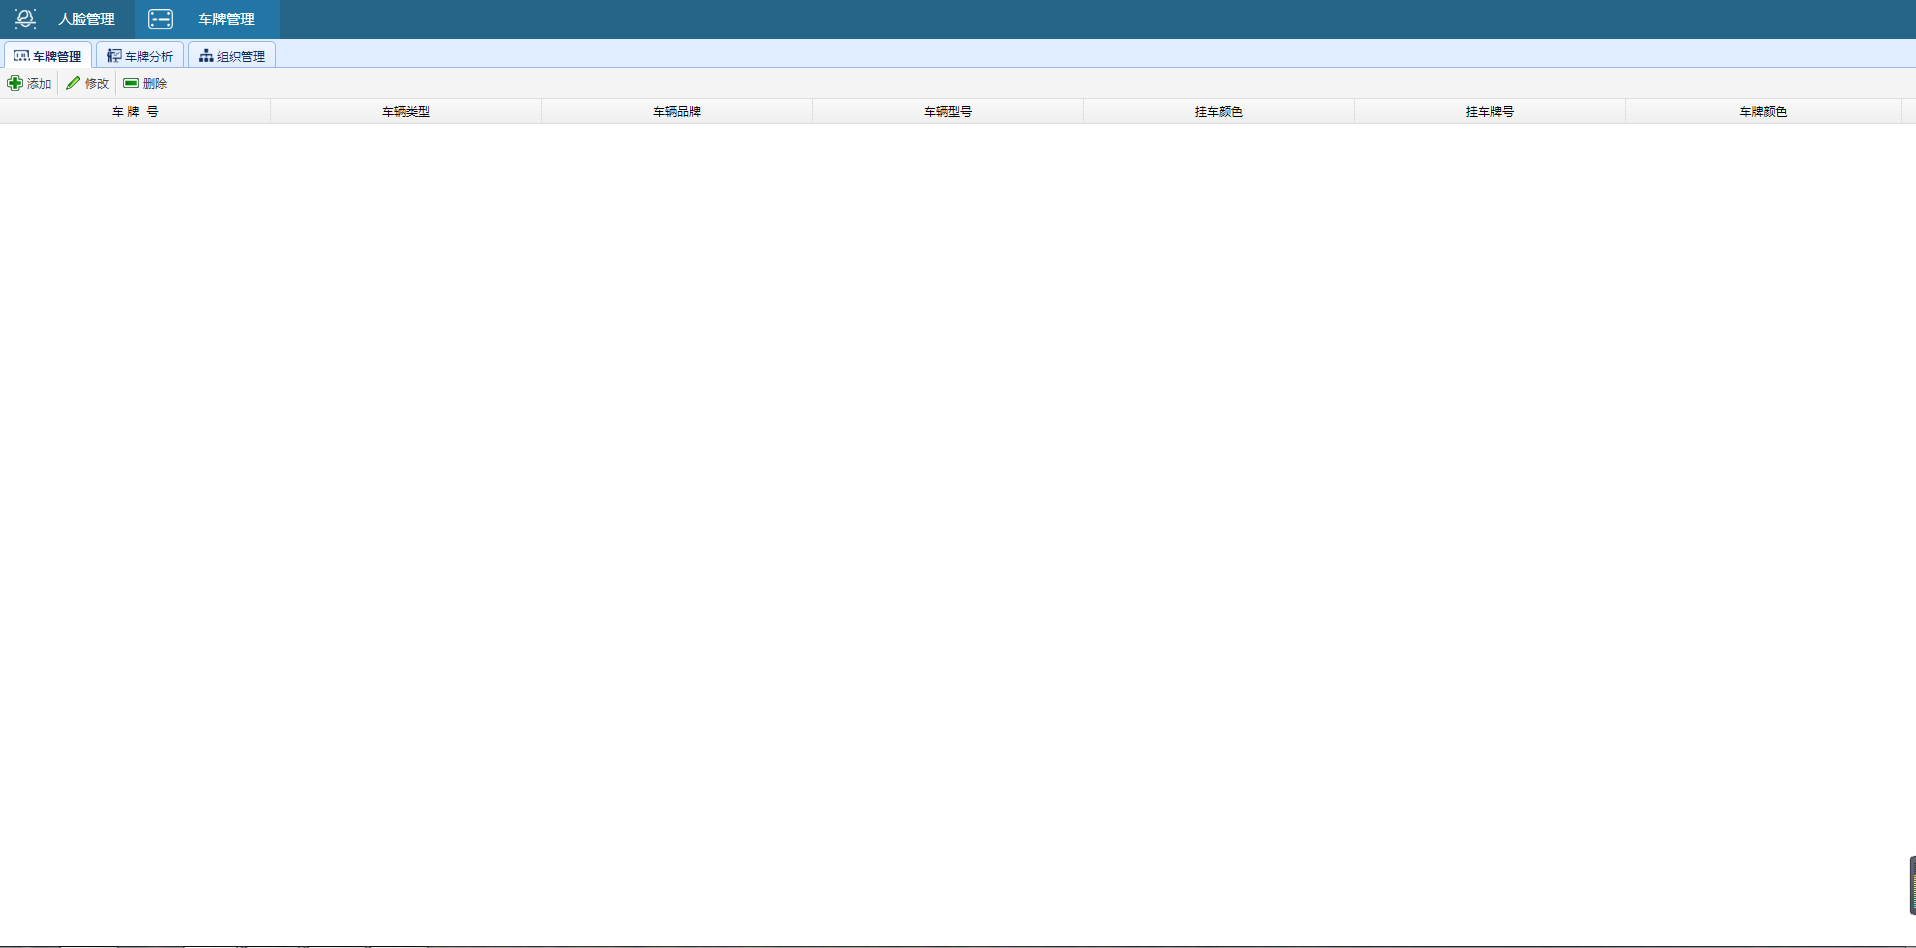 人脸管理 车牌管理
车牌管理 车牌分析 组织管理
添加 修改 删除
车 牌 号 车辆类型 车辆品牌 车辆型号 挂车颜色 挂车牌号 车牌颜色